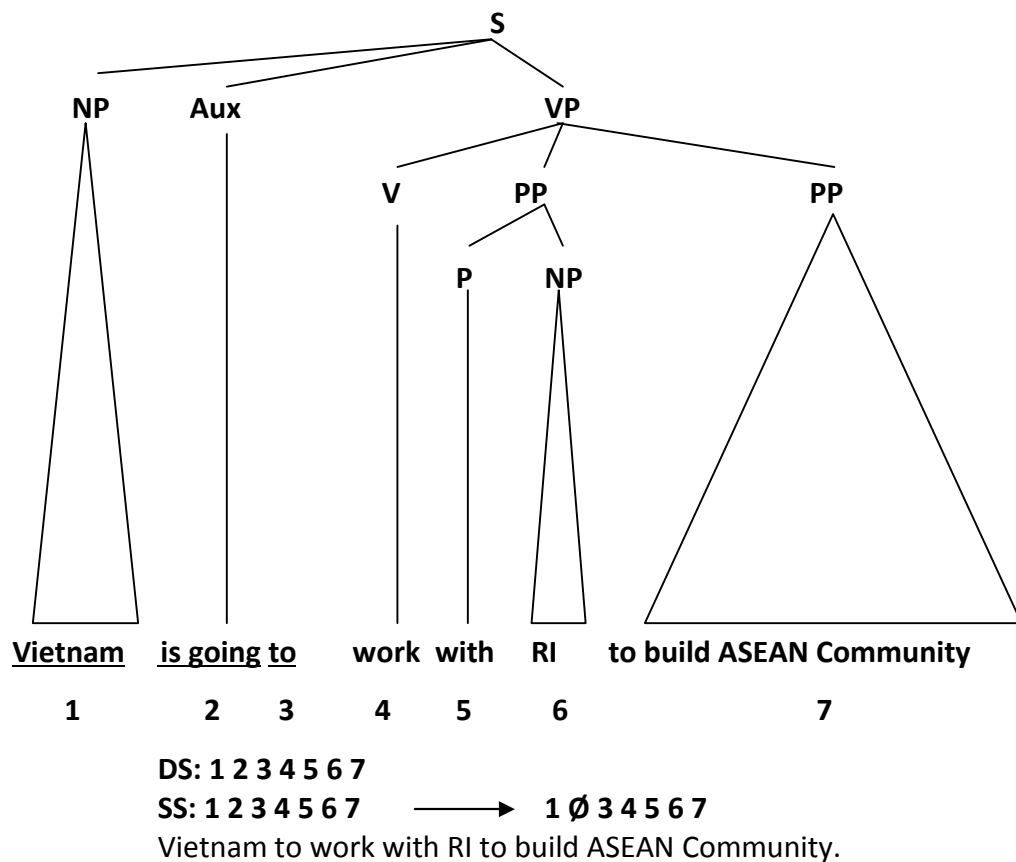 S
NP Aux VP
V PP PP
P NP
Vietnam is going to work with RI to build ASEAN Community
1 2 3 4 5 6 7
DS: 1 2 3 4 5 6 7
SS: 1 2 3 4 5 6 7 → 1 Ø 3 4 5 6 7
Vietnam to work with RI to build ASEAN Community.